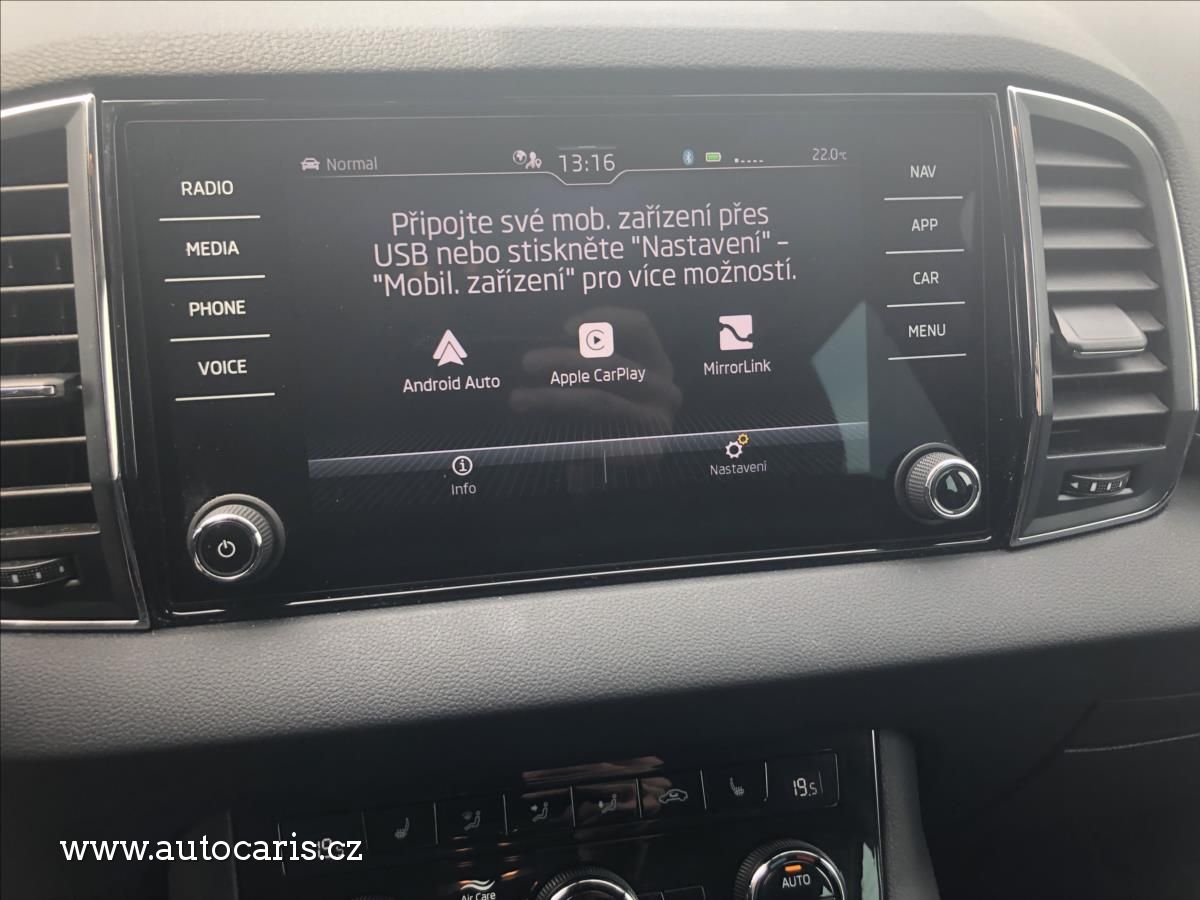 Normal
13:16
22.0°C
RADIO
MEDIA
PHONE
VOICE
Připojte své mob. zařízení přes
USB nebo stiskněte "Nastavení" –
"Mobil. zařízení" pro více možností.
Android Auto
Apple CarPlay
MirrorLink
Info
Nastavení
NAV
APP
CAR
MENU
19.5
www.autocaris.cz
Air Care
AUTO